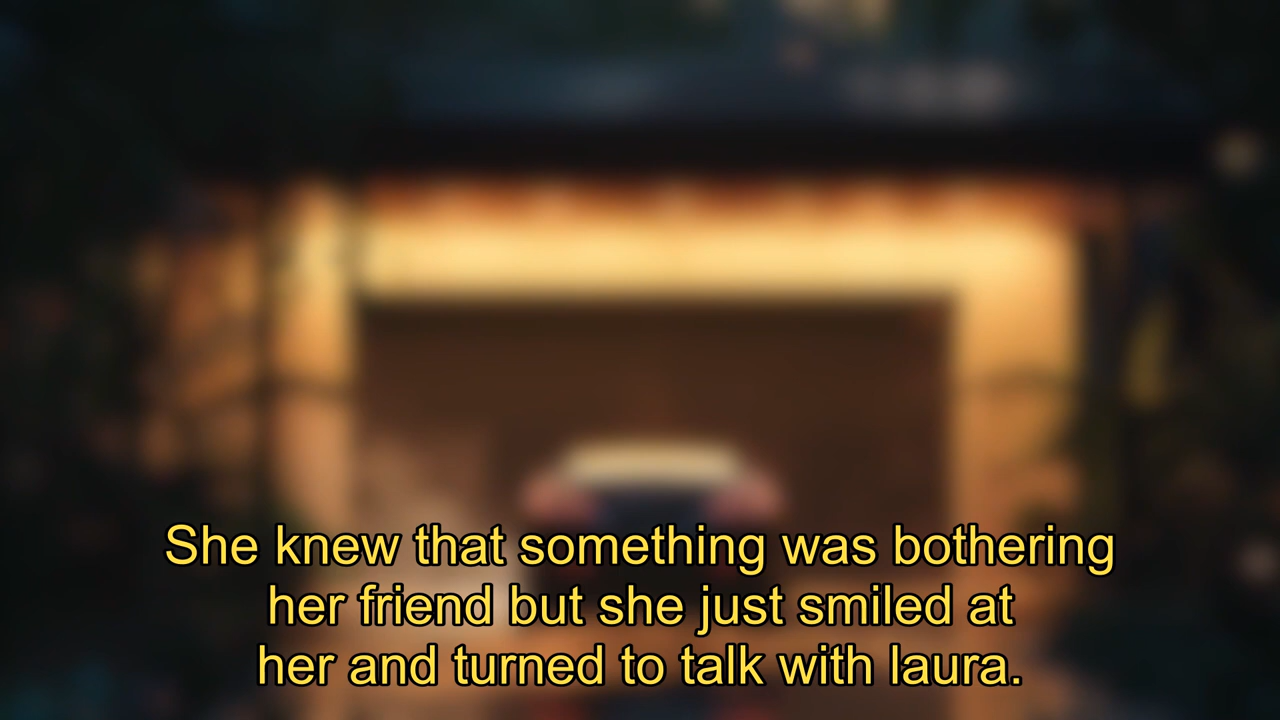 She knew that something was bothering
her friend but she just smiled at
her and turned to talk with laura.